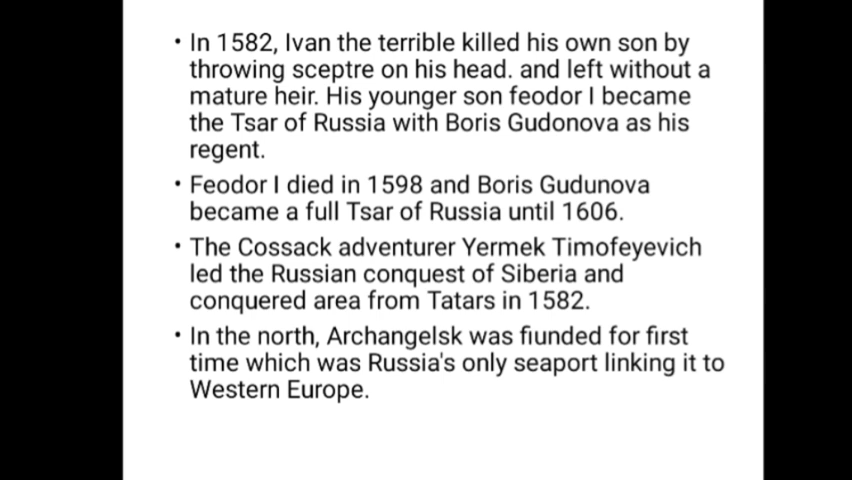 • In 1582, Ivan the terrible killed his own son by
throwing sceptre on his head. and left without a
mature heir. His younger son feodor I became
the Tsar of Russia with Boris Gudonova as his
regent.
• Feodor I died in 1598 and Boris Gudunova
became a full Tsar of Russia until 1606.
• The Cossack adventurer Yermek Timofeyevich
led the Russian conquest of Siberia and
conquered area from Tatars in 1582.
• In the north, Archangelsk was fiunded for first
time which was Russia's only seaport linking it to
Western Europe.